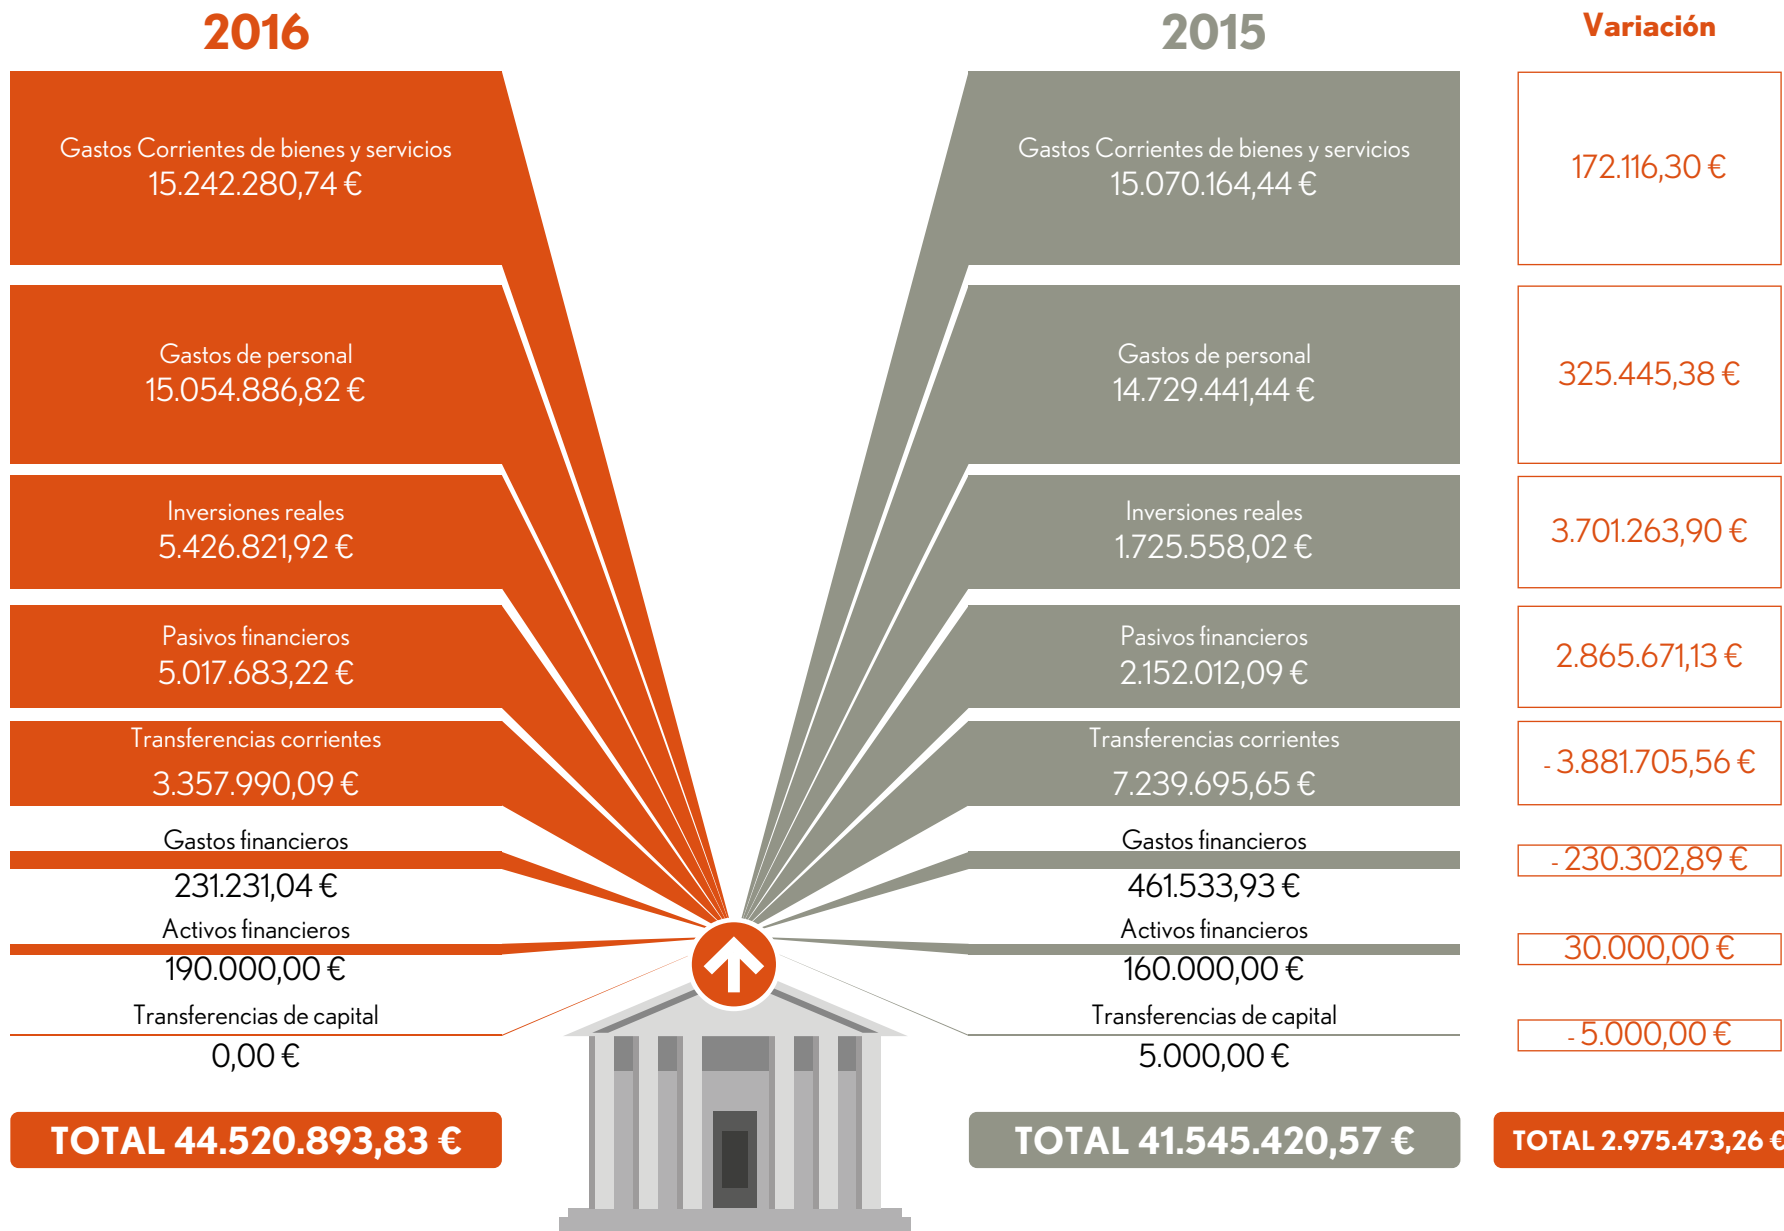 2016
Gastos Corrientes de bienes y servicios
15.242.280,74 €
Gastos de personal
15.054.886,82 €
Inversiones reales
5.426.821,92 €
Pasivos financieros
5.017.683,22 €
Transferencias corrientes
3.357.990,09 €
Gastos financieros
231.231,04 €
Activos financieros
190.000,00 €
Transferencias de capital
0,00 €
TOTAL 44.520.893,83 €
2015
Gastos Corrientes de bienes y servicios
15.070.164,44 €
Gastos de personal
14.729.441,44 €
Inversiones reales
1.725.558,02 €
Pasivos financieros
2.152.012,09 €
Transferencias corrientes
7.239.695,65 €
Gastos financieros
461.533,93 €
Activos financieros
160.000,00 €
Transferencias de capital
5.000,00 €
TOTAL 41.545.420,57 €
Variación
172.116,30 €
325.445,38 €
3.701.263,90 €
2.865.671,13 €
- 3.881.705,56 €
- 230.302,89 €
30.000,00 €
- 5.000,00 €
TOTAL 2.975.473,26 €